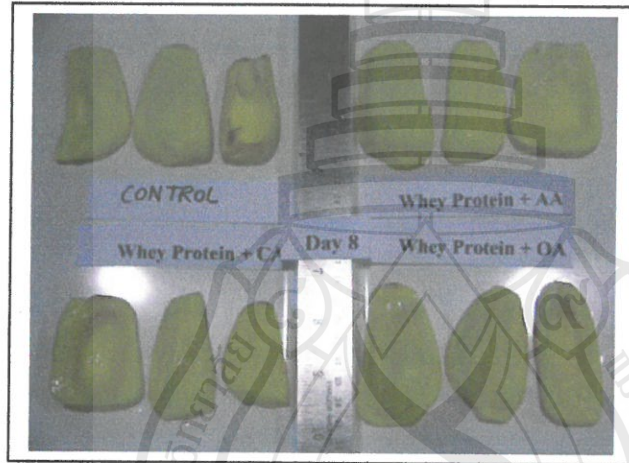 CONTROL
Whey Protein + AA
Whey Protein + CA
Day 8
Whey Protein + OA